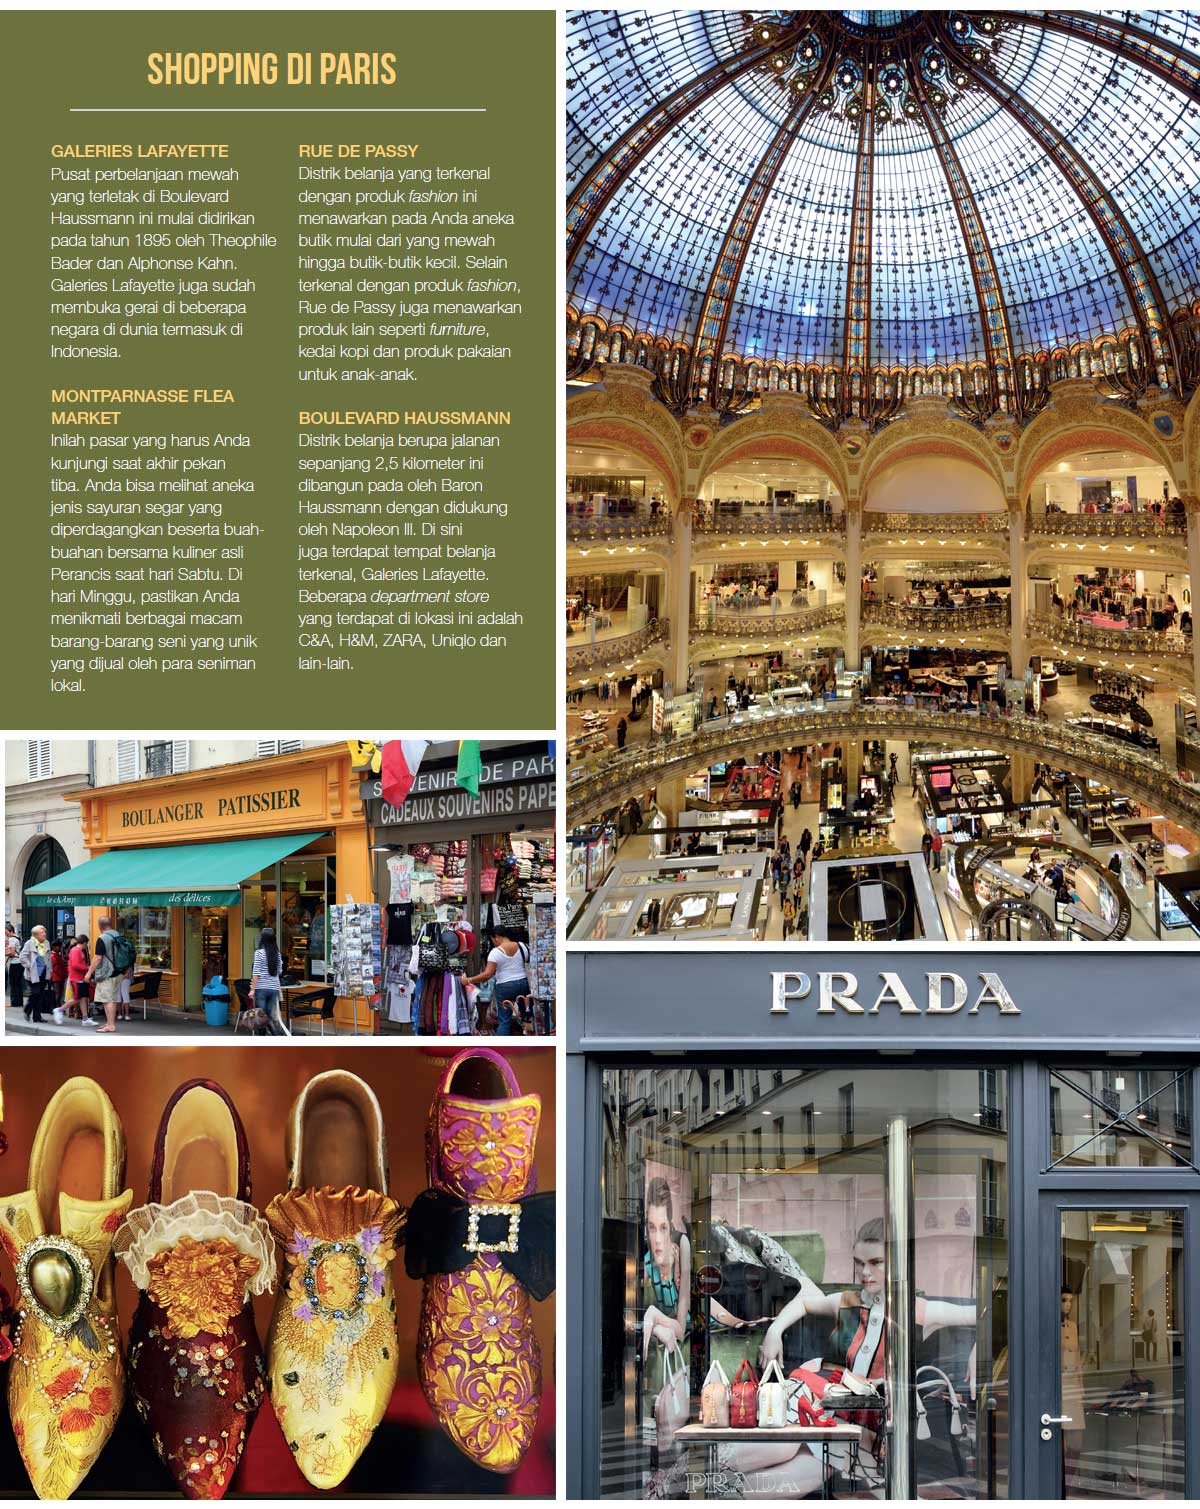 SHOPPING DI PARIS
GALERIES LAFAYETTE
Pusat perbelanjaan mewah
yang terletak di Boulevard
Haussmann ini mulai didirikan
pada tahun 1895 oleh Theophile
Bader dan Alphonse Kahn.
Galeries Lafayette juga sudah
membuka gerai di beberapa
negara di dunia termasuk di
Indonesia.
MONTPARNASSE FLEA
MARKET
Inilah pasar yang harus Anda
kunjungi saat akhir pekan
tiba. Anda bisa melihat aneka
jenis sayuran segar yang
diperdagangkan beserta buah-
buahan bersama kuliner asli
Perancis saat hari Sabtu. Di
hari Minggu, pastikan Anda
menikmati berbagai macam
barang-barang seni yang unik
yang dijual oleh para seniman
lokal.
RUE DE PASSY
Distrik belanja yang terkenal
dengan produk fashion ini
menawarkan pada Anda aneka
butik mulai dari yang mewah
hingga butik-butik kecil. Selain
terkenal dengan produk fashion,
Rue de Passy juga menawarkan
produk lain seperti furniture,
kedai kopi dan produk pakaian
untuk anak-anak.
BOULEVARD HAUSSMANN
Distrik belanja berupa jalanan
sepanjang 2,5 kilometer ini
dibangun pada oleh Baron
Haussmann dengan didukung
oleh Napoleon III. Di sini
juga terdapat tempat belanja
terkenal, Galeries Lafayette.
Beberapa department store
yang terdapat di lokasi ini adalah
C&A, H&M, ZARA, Uniqlo dan
lain-lain.
BOULANGER PATISSIER
DE PAR
CADEAUX SOUVENIRS PAPE
des délices
P
PRADA
PRADA